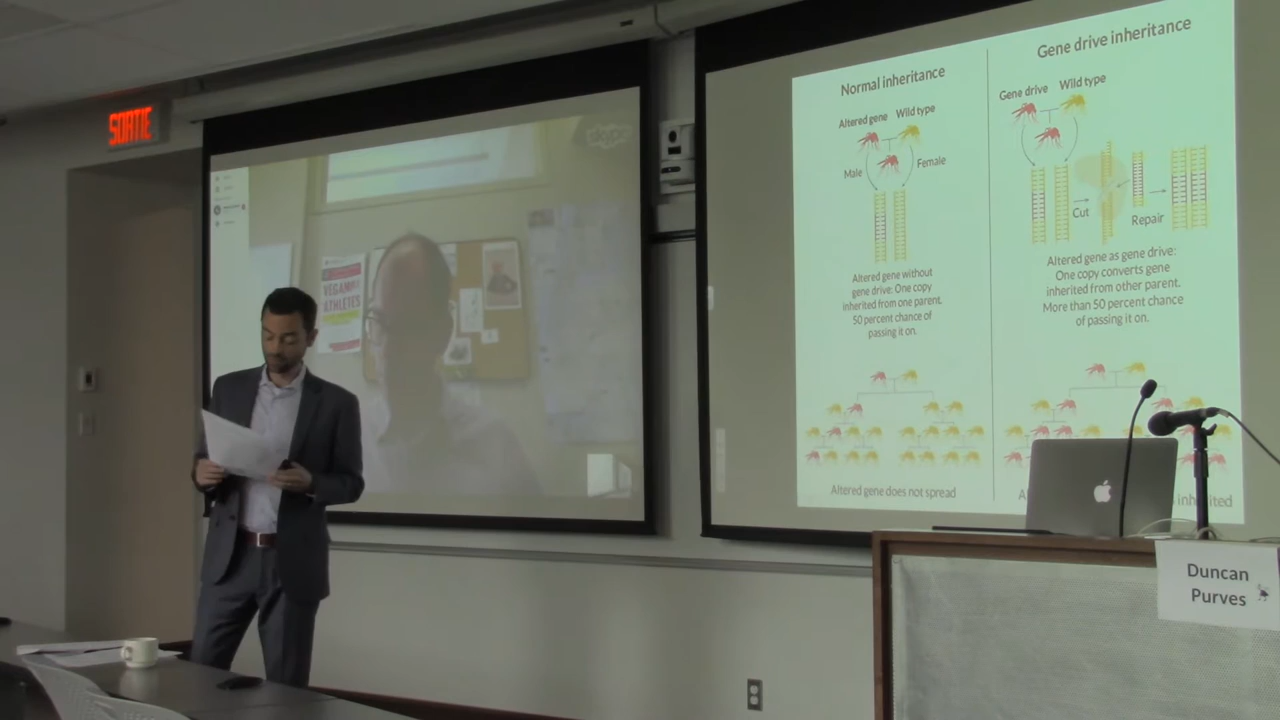 SORTIE
skype
VEGAN
ATHLETES
Normal inheritance
Altered gene Wild type
Male
Female
Altered gene without
gene drive: One copy
inherited from one parent.
50 percent chance of
passing it on.
Altered gene does not spread
Gene drive inheritance
Gene drive Wild type
Cut
Repair
Altered gene as gene drive:
One copy converts gene
inherited from other parent.
More than 50 percent chance
of passing it on.
inherited
Duncan
Purves